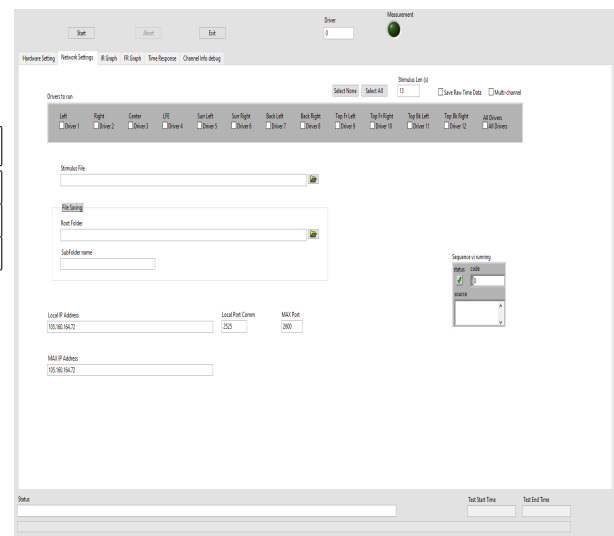 Driver
Measurement
Start
Abort
Exit
0
Hardware Setting
Network Settings
IR Graph
FR Graph
Time Response
Channel Info debug
Stimulus Len (s)
Select None
Select All
13
Save Raw Time Data
Multi-channel
Drivers to run
Left
Right
Center
LFE
Surr Left
Surr Right
Back Left
Back Right
Top Fr Left
Top Fr Right
Top Bk Left
Top Bk Right
All Drivers
Driver 1
Driver 2
Driver 3
Driver 4
Driver 5
Driver 6
Driver 7
Driver 8
Driver 9
Driver 10
Driver 11
Driver 12
All Drivers
Stimulus File
File Saving
Root Folder
SubFolder name
Sequence vi running
status
code
0
source
Local IP Address
Local Port Comm
MAX Port
105.160.164.72
2525
2600
MAX IP Address
105.160.164.72
Status
Test Start Time
Test End Time